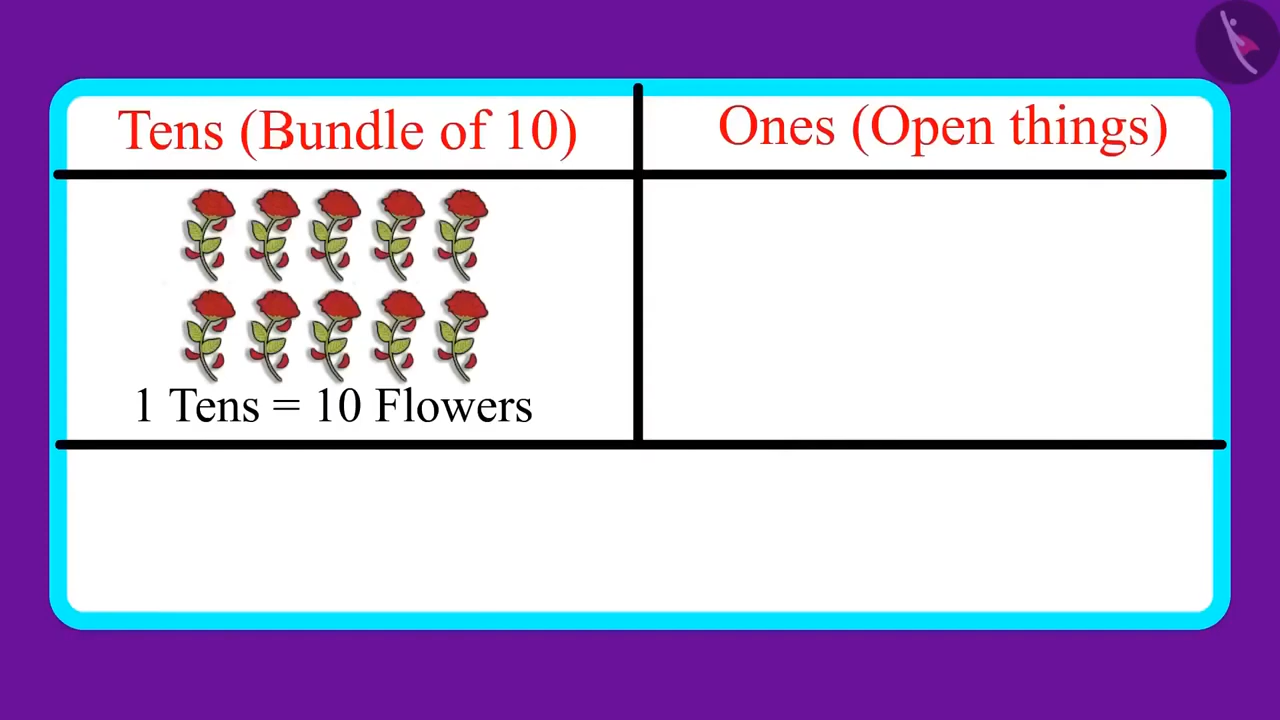 Tens (Bundle of 10)
Ones (Open things)
1 Tens = 10 Flowers